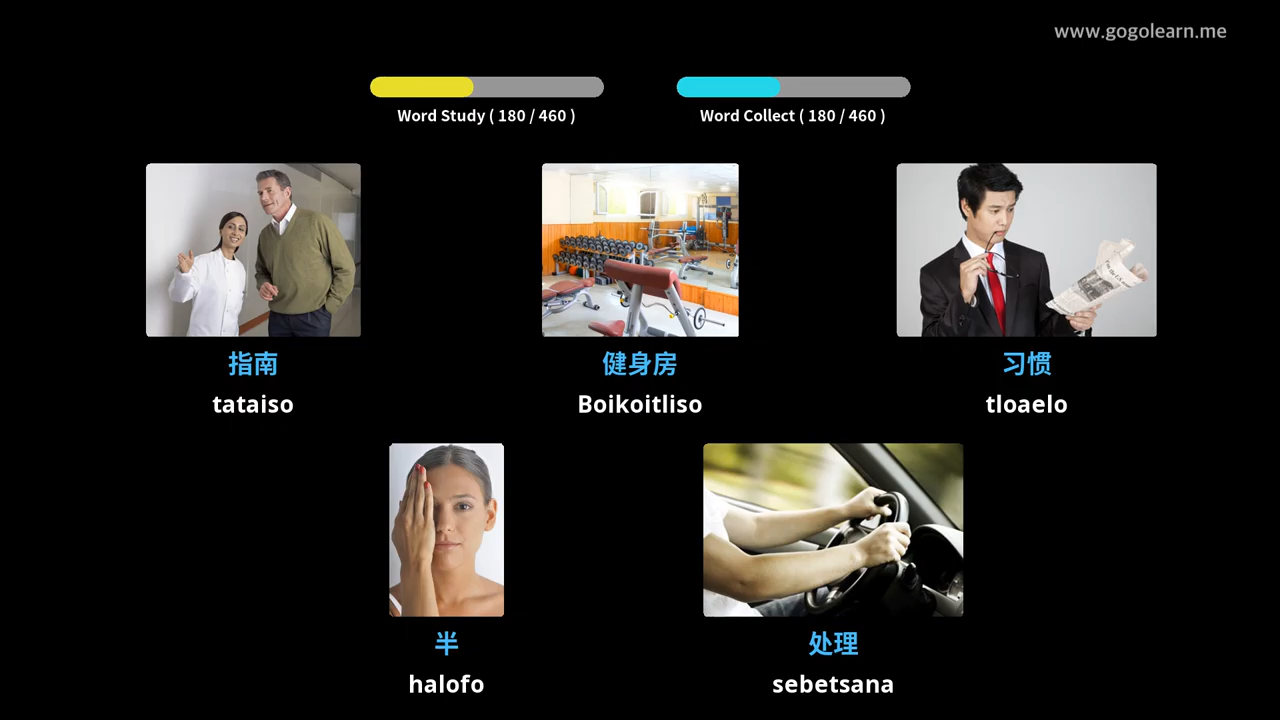 www.gogolearn.me
Word Study ( 180 / 460 )
Word Collect ( 180 / 460 )
指南
tataiso
健身房
Boikoitliso
习惯
tloaelo
半
halofo
处理
sebetsana